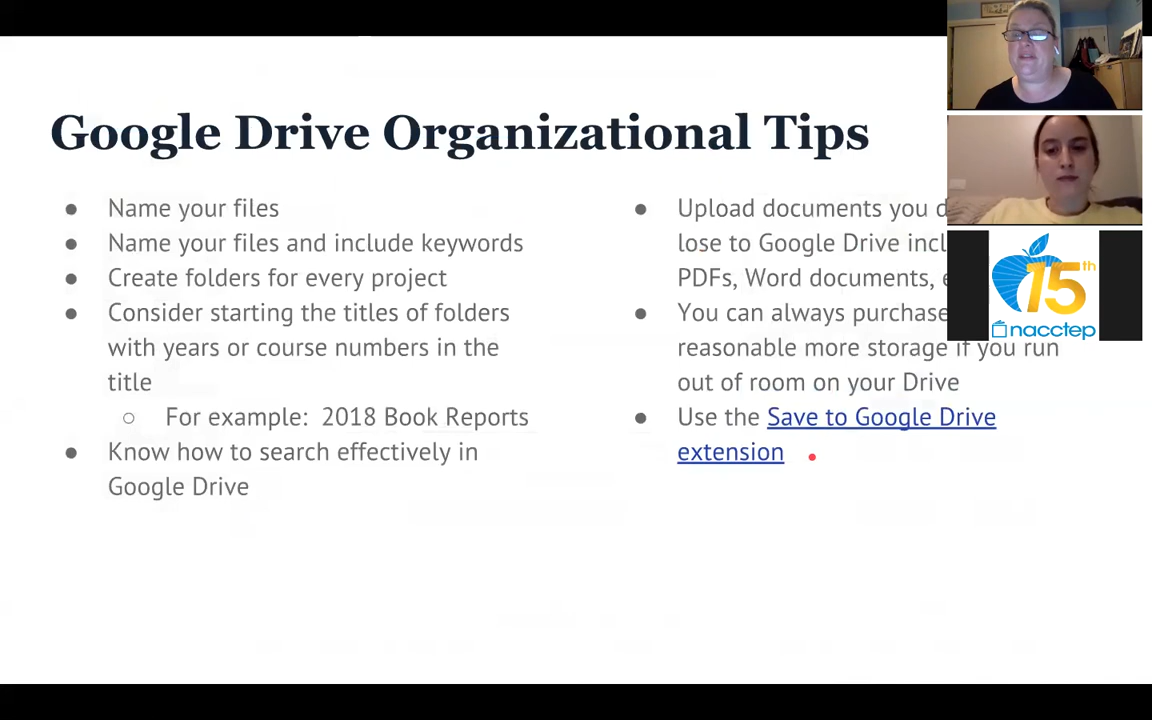 Google Drive Organizational Tips
● Name your files
● Name your files and include keywords
● Create folders for every project
● Consider starting the titles of folders
with years or course numbers in the
title
○ For example: 2018 Book Reports
● Know how to search effectively in
Google Drive
● Upload documents you
lose to Google Drive
PDFs, Word documents,
● You can always purchase
reasonable more storage if you run
out of room on your Drive
● Use the Save to Google Drive
extension
15th
nacctep